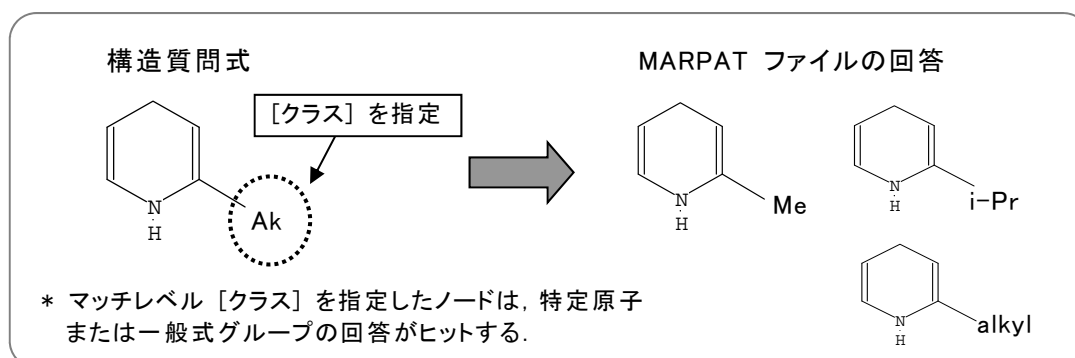 構造質問式
MARPAT ファイルの回答
[クラス] を指定
N
H
Ak
N
H
Me
N
H
i-Pr
N
H
alkyl
* マッチレベル [クラス] を指定したノードは, 特定原子
または一般式グループの回答がヒットする.